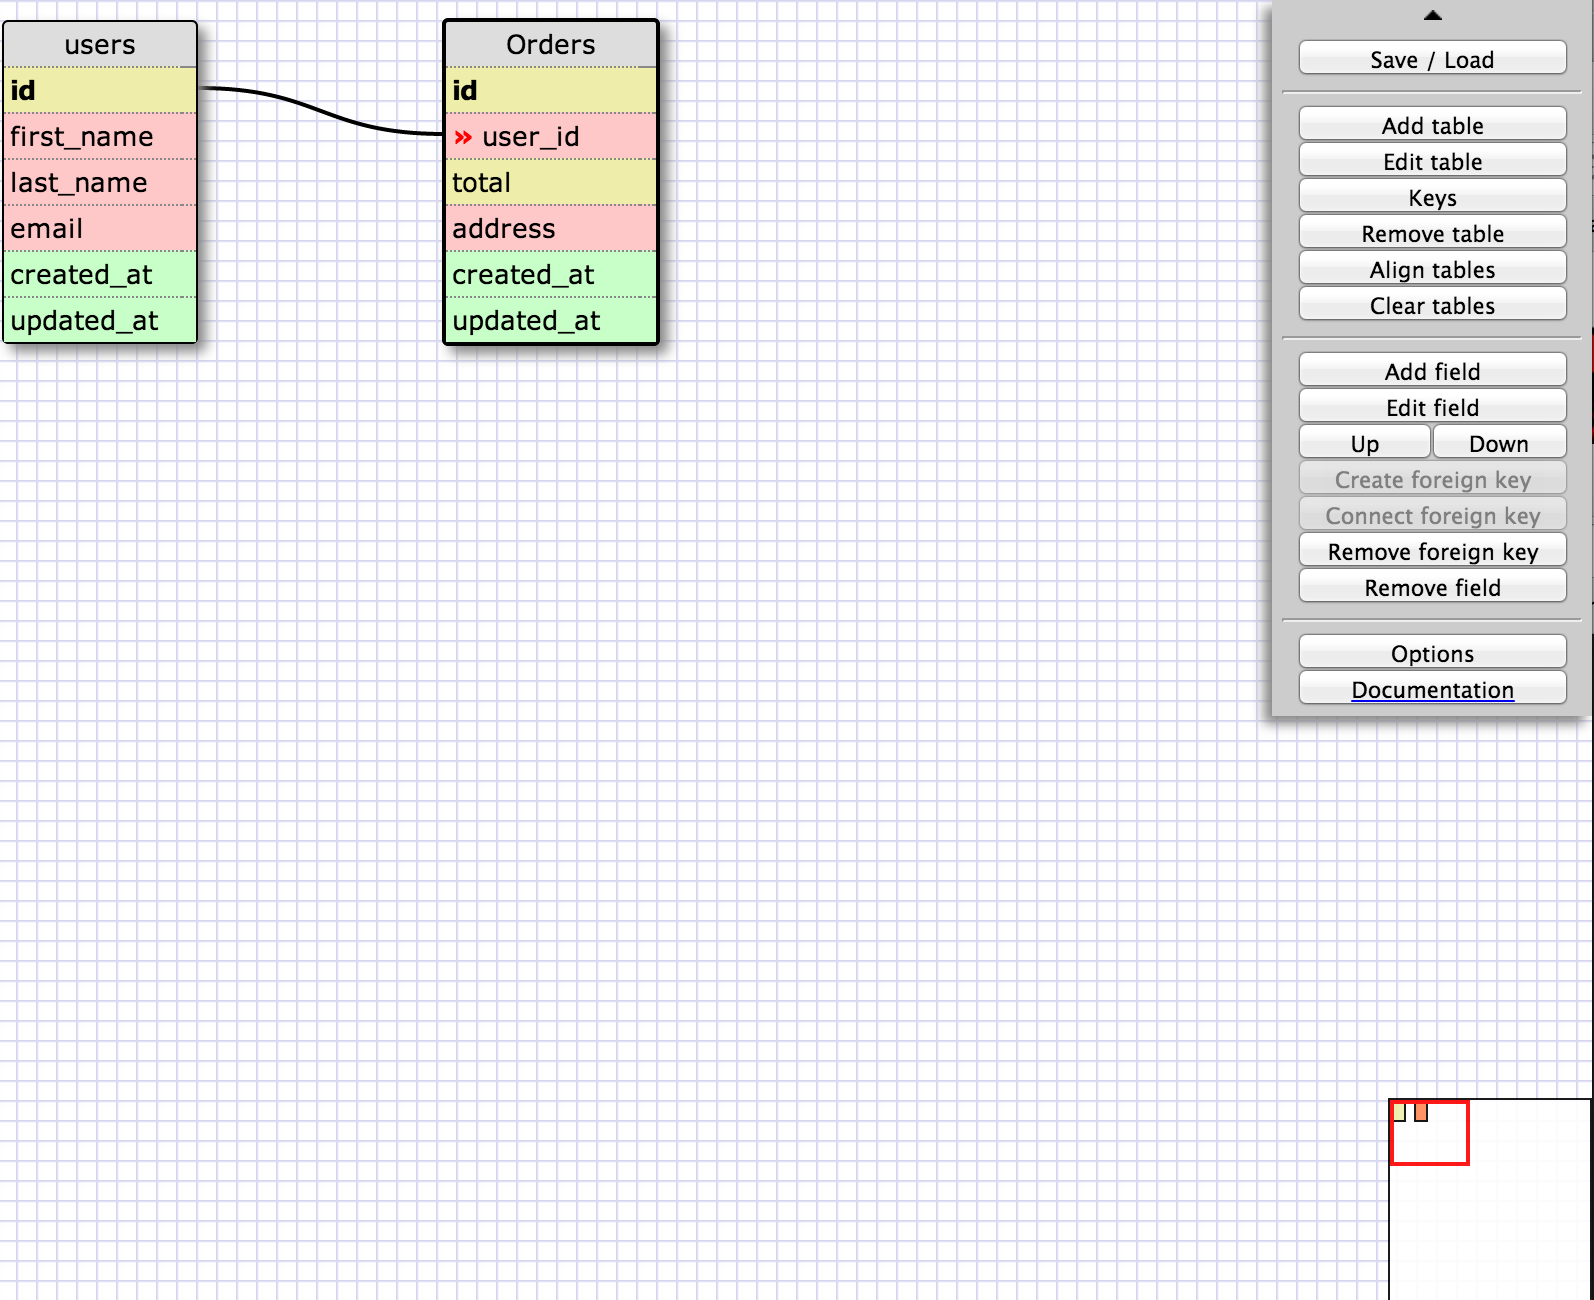 users
id
first_name
last_name
email
created_at
updated_at
Orders
id
» user_id
total
address
created_at
updated_at
Save / Load
Add table
Edit table
Keys
Remove table
Align tables
Clear tables
Add field
Edit field
Up
Down
Create foreign key
Connect foreign key
Remove foreign key
Remove field
Options
Documentation